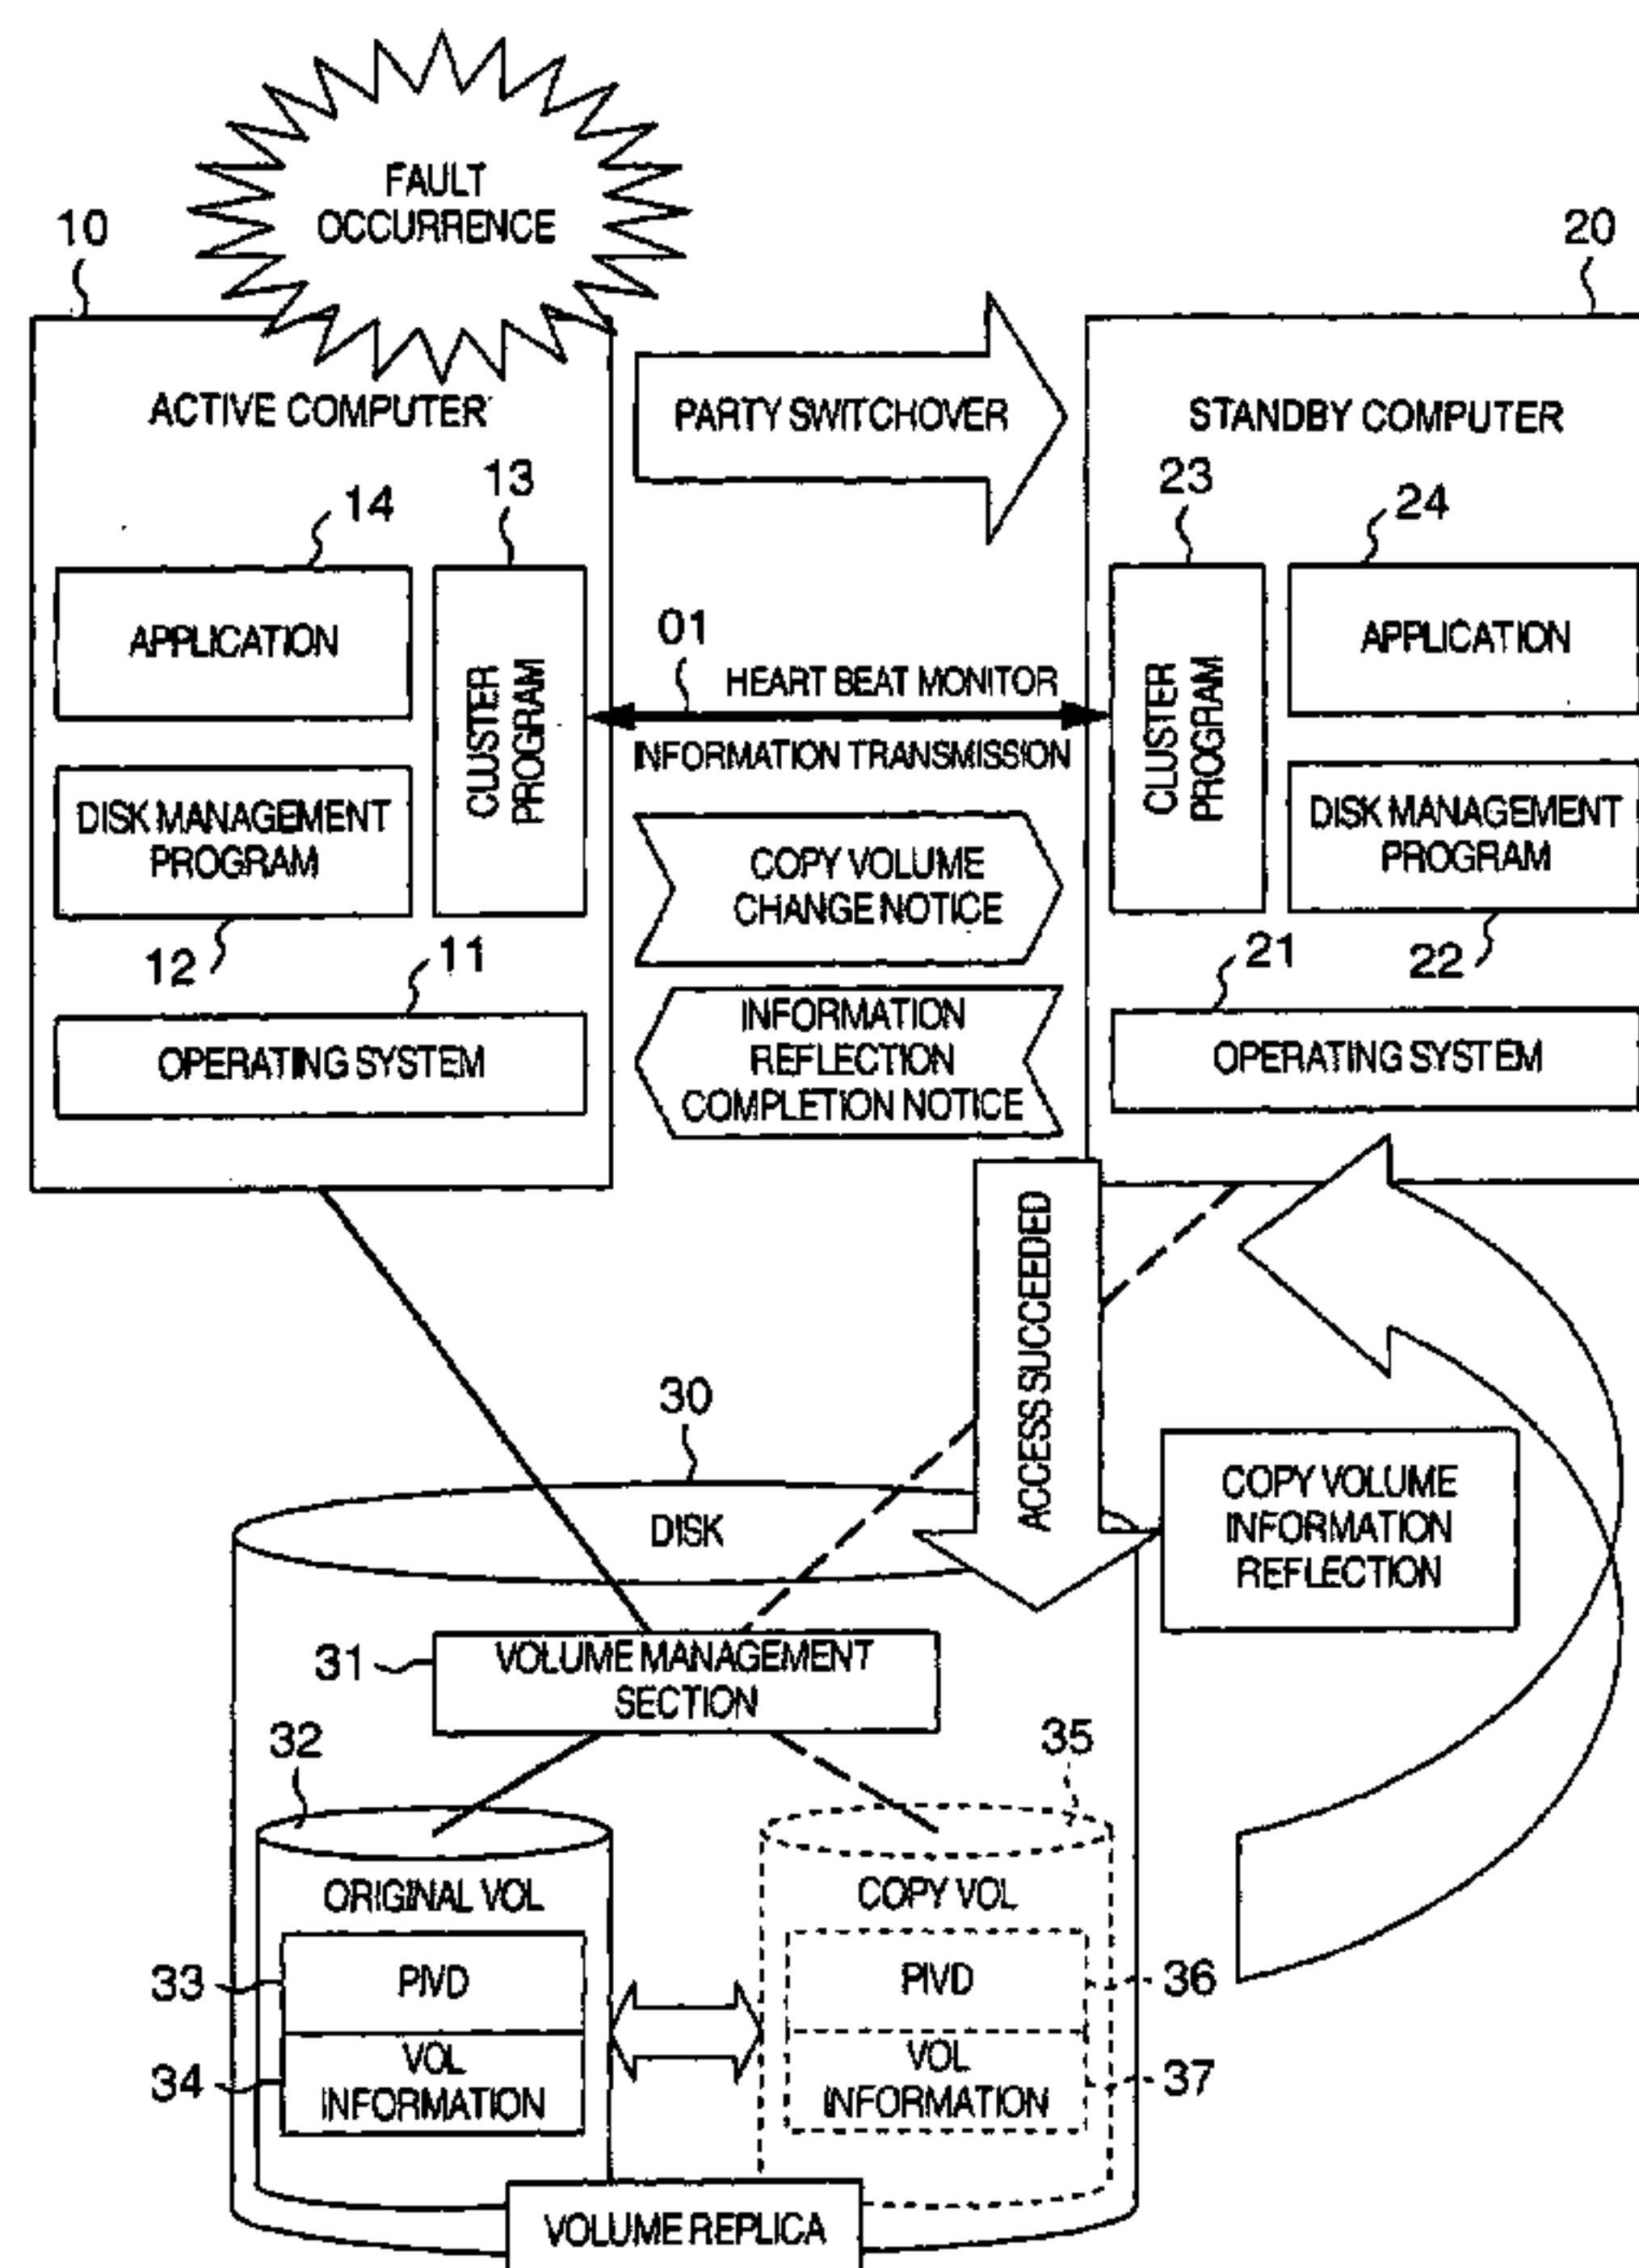 FAULT
OCCURRENCE
10
20
ACTIVE COMPUTER
PARTY SWITCHOVER
STANDBY COMPUTER
14
13
23
24
APPLICATION
CLUSTER
PROGRAM
01
HEART BEAT MONITOR
INFORMATION TRANSMISSION
CLUSTER
PROGRAM
APPLICATION
DISK MANAGEMENT
PROGRAM
COPY VOLUME
CHANGE NOTICE
DISK MANAGEMENT
PROGRAM
12
11
21
22
OPERATING SYSTEM
INFORMATION
REFLECTION
COMPLETION NOTICE
OPERATING SYSTEM
ACCESS SUCCEEDED
30
DISK
COPY VOLUME
INFORMATION
REFLECTION
31
VOLUME MANAGEMENT
SECTION
32
35
ORIGINAL VOL
COPY VOL
33
PIVD
PIVD
36
34
VOL
INFORMATION
VOL
INFORMATION
37
VOLUME REPLICA